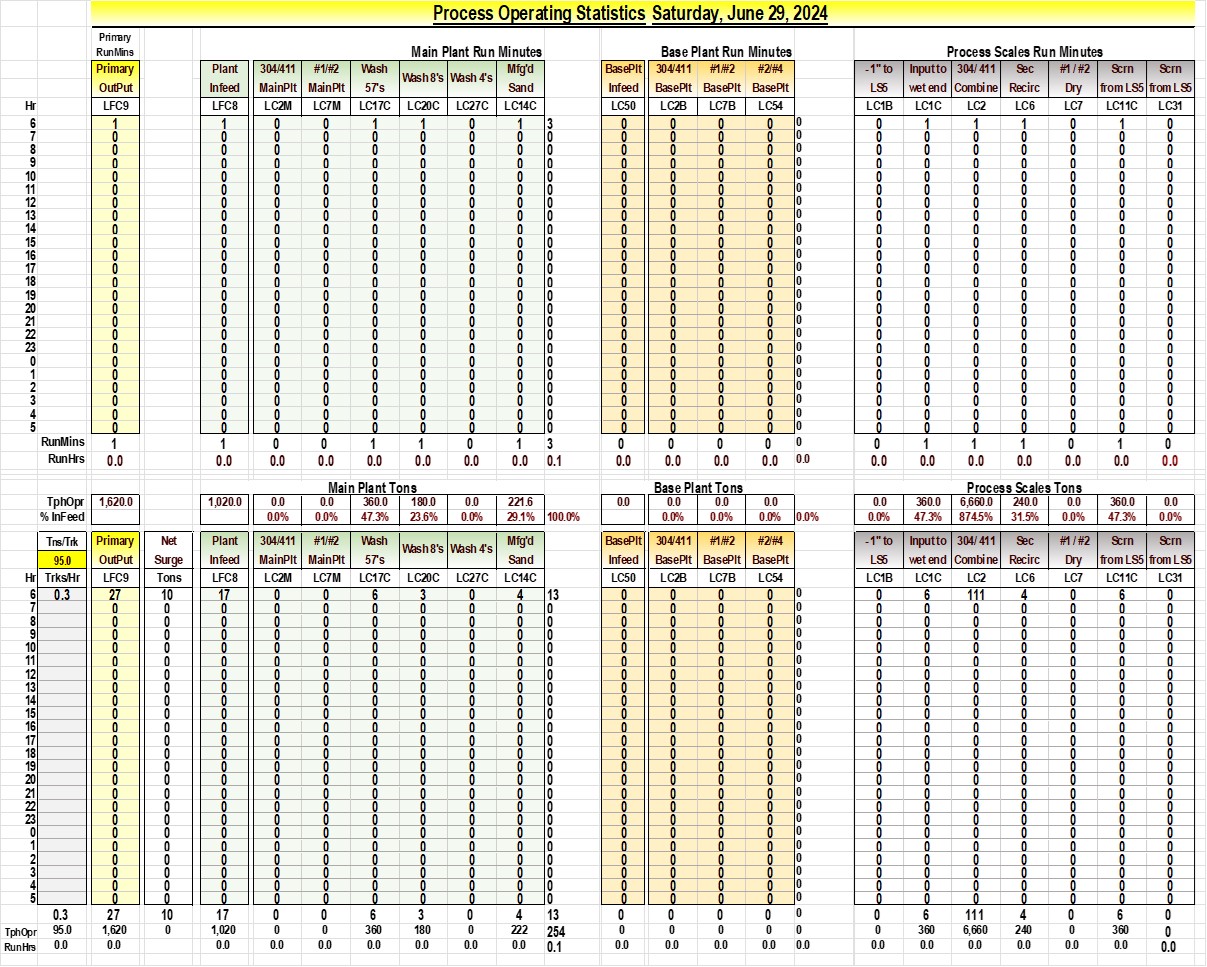 Process Operating Statistics Saturday, June 29, 2024
Primary
RunMins Main Plant Run Minutes Base Plant Run Minutes Process Scales Run Minutes
Primary Plant 304/411 #1/#2 Wash Wash 8's Wash 4's Mfg'd BasePlt 304/411 #1/#2 #2/#4 -1" to Input to 304/ 411 Sec #1 / #2 Scrn Scrn
OutPut Infeed MainPlt MainPlt 57's Sand Infeed BasePlt BasePlt BasePlt LS5 wet end Combine Recirc Dry from LS5 from LS5
Hr LFC9 LFC8 LC2M LC7M LC17C LC20C LC27C LC14C LC50 LC2B LC7B LC54 LC1B LC1C LC2 LC6 LC7 LC11C LC31
6 1 1 0 0 1 1 0 1 3 0 0 0 0 0 0 1 1 1 0 1 0
7 0 0 0 0 0 0 0 0 0 0 0 0 0 0 0 0 0 0 0 0 0
8 0 0 0 0 0 0 0 0 0 0 0 0 0 0 0 0 0 0 0 0 0
9 0 0 0 0 0 0 0 0 0 0 0 0 0 0 0 0 0 0 0 0 0
10 0 0 0 0 0 0 0 0 0 0 0 0 0 0 0 0 0 0 0 0 0
11 0 0 0 0 0 0 0 0 0 0 0 0 0 0 0 0 0 0 0 0 0
12 0 0 0 0 0 0 0 0 0 0 0 0 0 0 0 0 0 0 0 0 0
13 0 0 0 0 0 0 0 0 0 0 0 0 0 0 0 0 0 0 0 0 0
14 0 0 0 0 0 0 0 0 0 0 0 0 0 0 0 0 0 0 0 0 0
15 0 0 0 0 0 0 0 0 0 0 0 0 0 0 0 0 0 0 0 0 0
16 0 0 0 0 0 0 0 0 0 0 0 0 0 0 0 0 0 0 0 0 0
17 0 0 0 0 0 0 0 0 0 0 0 0 0 0 0 0 0 0 0 0 0
18 0 0 0 0 0 0 0 0 0 0 0 0 0 0 0 0 0 0 0 0 0
19 0 0 0 0 0 0 0 0 0 0 0 0 0 0 0 0 0 0 0 0 0
20 0 0 0 0 0 0 0 0 0 0 0 0 0 0 0 0 0 0 0 0 0
21 0 0 0 0 0 0 0 0 0 0 0 0 0 0 0 0 0 0 0 0 0
22 0 0 0 0 0 0 0 0 0 0 0 0 0 0 0 0 0 0 0 0 0
23 0 0 0 0 0 0 0 0 0 0 0 0 0 0 0 0 0 0 0 0 0
0 0 0 0 0 0 0 0 0 0 0 0 0 0 0 0 0 0 0 0 0 0
1 0 0 0 0 0 0 0 0 0 0 0 0 0 0 0 0 0 0 0 0 0
2 0 0 0 0 0 0 0 0 0 0 0 0 0 0 0 0 0 0 0 0 0
3 0 0 0 0 0 0 0 0 0 0 0 0 0 0 0 0 0 0 0 0 0
4 0 0 0 0 0 0 0 0 0 0 0 0 0 0 0 0 0 0 0 0 0
5 0 0 0 0 0 0 0 0 0 0 0 0 0 0 0 0 0 0 0 0 0
RunMins 1 1 0 0 1 1 0 1 3 0 0 0 0 0 0 1 1 1 0 1 0
RunHrs 0.0 0.0 0.0 0.0 0.0 0.0 0.0 0.0 0.1 0.0 0.0 0.0 0.0 0.0 0.0 0.0 0.0 0.0 0.0 0.0 0.0
Main Plant Tons Base Plant Tons Process Scales Tons
TphOpr 1,620.0 1,020.0 0.0 0.0 360.0 180.0 0.0 221.6 0.0 0.0 0.0 0.0 0.0 360.0 6,660.0 240.0 0.0 360.0 0.0
% InFeed 0.0% 0.0% 47.3% 23.6% 0.0% 29.1% 100.0% 0.0% 0.0% 0.0% 0.0% 0.0% 47.3% 874.5% 31.5% 0.0% 47.3% 0.0%
Tns/Trk Primary Net Plant 304/411 #1/#2 Wash Wash 8's Wash 4's Mfg'd BasePlt 304/411 #1/#2 #2/#4 -1" to Input to 304/ 411 Sec #1 / #2 Scrn Scrn
95.0 OutPut Surge Infeed MainPlt MainPlt 57's Sand Infeed BasePlt BasePlt BasePlt LS5 wet end Combine Recirc Dry from LS5 from LS5
Hr Trks/Hr LFC9 Tons LFC8 LC2M LC7M LC17C LC20C LC27C LC14C LC50 LC2B LC7B LC54 LC1B LC1C LC2 LC6 LC7 LC11C LC31
6 0.3 27 10 17 0 0 6 3 0 4 13 0 0 0 0 0 0 6 111 4 0 6 0
7 0 0 0 0 0 0 0 0 0 0 0 0 0 0 0 0 0 0 0 0 0 0
8 0 0 0 0 0 0 0 0 0 0 0 0 0 0 0 0 0 0 0 0 0 0
9 0 0 0 0 0 0 0 0 0 0 0 0 0 0 0 0 0 0 0 0 0 0
10 0 0 0 0 0 0 0 0 0 0 0 0 0 0 0 0 0 0 0 0 0 0
11 0 0 0 0 0 0 0 0 0 0 0 0 0 0 0 0 0 0 0 0 0 0
12 0 0 0 0 0 0 0 0 0 0 0 0 0 0 0 0 0 0 0 0 0 0
13 0 0 0 0 0 0 0 0 0 0 0 0 0 0 0 0 0 0 0 0 0 0
14 0 0 0 0 0 0 0 0 0 0 0 0 0 0 0 0 0 0 0 0 0 0
15 0 0 0 0 0 0 0 0 0 0 0 0 0 0 0 0 0 0 0 0 0 0
16 0 0 0 0 0 0 0 0 0 0 0 0 0 0 0 0 0 0 0 0 0 0
17 0 0 0 0 0 0 0 0 0 0 0 0 0 0 0 0 0 0 0 0 0 0
18 0 0 0 0 0 0 0 0 0 0 0 0 0 0 0 0 0 0 0 0 0 0
19 0 0 0 0 0 0 0 0 0 0 0 0 0 0 0 0 0 0 0 0 0 0
20 0 0 0 0 0 0 0 0 0 0 0 0 0 0 0 0 0 0 0 0 0 0
21 0 0 0 0 0 0 0 0 0 0 0 0 0 0 0 0 0 0 0 0 0 0
22 0 0 0 0 0 0 0 0 0 0 0 0 0 0 0 0 0 0 0 0 0 0
23 0 0 0 0 0 0 0 0 0 0 0 0 0 0 0 0 0 0 0 0 0 0
0 0 0 0 0 0 0 0 0 0 0 0 0 0 0 0 0 0 0 0 0 0 0
1 0 0 0 0 0 0 0 0 0 0 0 0 0 0 0 0 0 0 0 0 0 0
2 0 0 0 0 0 0 0 0 0 0 0 0 0 0 0 0 0 0 0 0 0 0
3 0 0 0 0 0 0 0 0 0 0 0 0 0 0 0 0 0 0 0 0 0 0
4 0 0 0 0 0 0 0 0 0 0 0 0 0 0 0 0 0 0 0 0 0 0
5 0 0 0 0 0 0 0 0 0 0 0 0 0 0 0 0 0 0 0 0 0 0
0.3 27 10 17 0 0 6 3 0 4 13 0 0 0 0 0 0 6 111 4 0 6 0
TphOpr 95.0 1,620 0 1,020 0 0 360 180 0 222 254 0 0 0 0 0 0 360 6,660 240 0 360 0
RunHrs 0.0 0.0 0.0 0.0 0.0 0.0 0.0 0.0 0.0 0.1 0.0 0.0 0.0 0.0 0.0 0.0 0.0 0.0 0.0 0.0 0.0 0.0